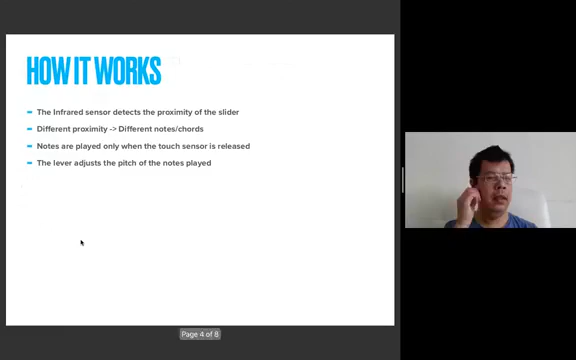 HOW IT WORKS
The Infrared sensor detects the proximity of the slider
Different proximity -> Different notes/chords
Notes are played only when the touch sensor is released
The lever adjusts the pitch of the notes played
Page 4 of 8